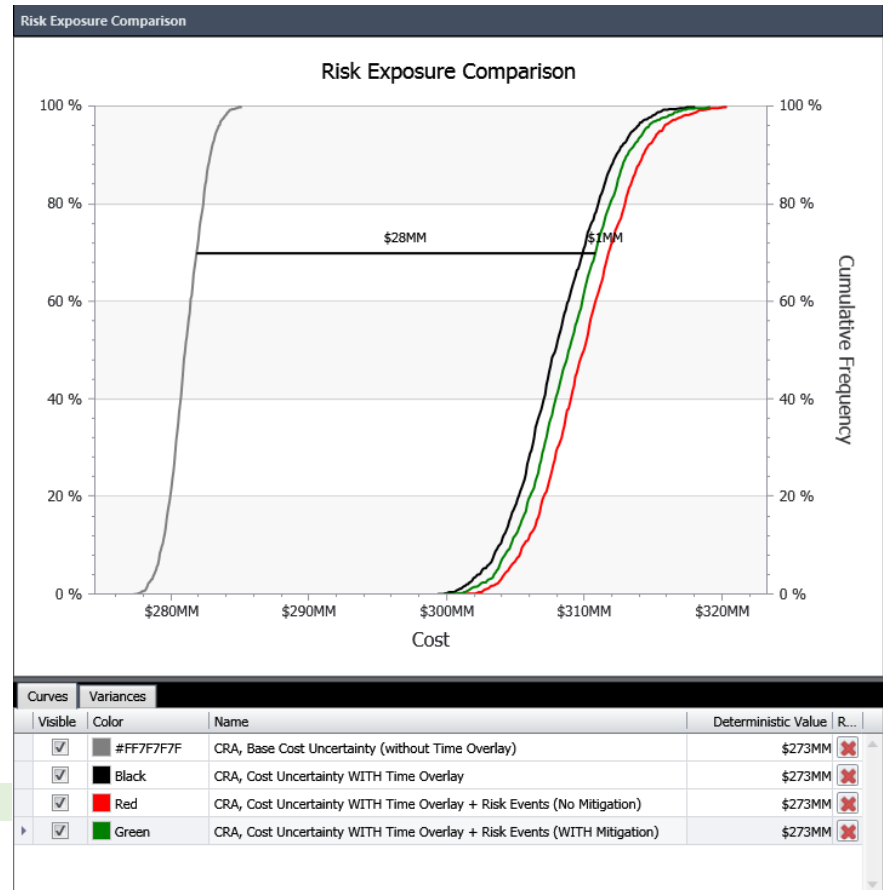 Risk Exposure Comparison
Risk Exposure Comparison
100 %
80 %
60 %
40 %
20 %
0 %
100 %
80 %
60 %
40 %
20 %
0 %
$28MM
$1MM
$280MM
$290MM
$300MM
$310MM
$320MM
Cost
Cumulative Frequency
Curves Variances
Visible Color Name Deterministic Value R...
#FF7F7F7F CRA, Base Cost Uncertainty (without Time Overlay) $273MM
Black CRA, Cost Uncertainty WITH Time Overlay $273MM
Red CRA, Cost Uncertainty WITH Time Overlay + Risk Events (No Mitigation) $273MM
Green CRA, Cost Uncertainty WITH Time Overlay + Risk Events (WITH Mitigation) $273MM